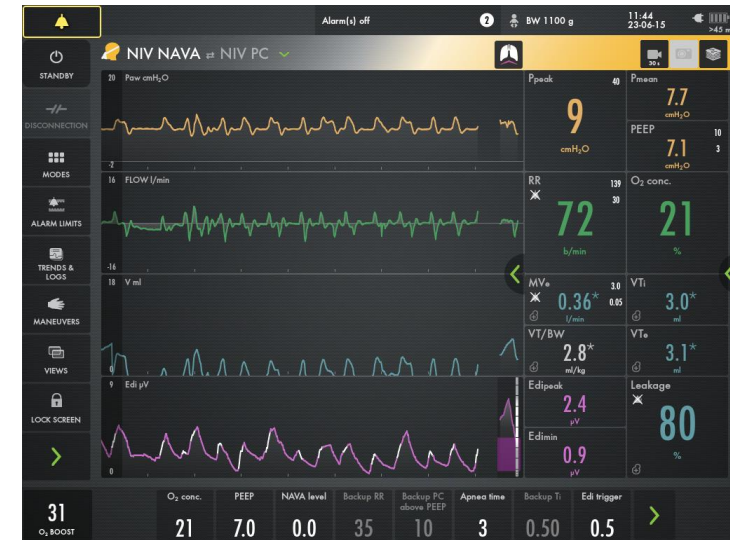 Alarm(s) off
2
BW 1100 g
11:44
23-06-15
>45 m
STANDBY
DISCONNECTION
MODES
ALARM LIMITS
TRENDS &
LOGS
MANEUVERS
VIEWS
LOCK SCREEN
31
O₂ BOOST
NIV NAVA ⇄ NIV PC
30 s
20 Paw cmH₂O
-2
16 FLOW l/min
-16
18 V ml
0
9 Edi µV
0
Ppeak 40
9
cmH₂O
Pmean
7.7
cmH₂O
PEEP 10
7.1 3
cmH₂O
RR 139
30
72
b/min
O₂ conc.
21
%
MVe 3.0
0.36* 0.05
l/min
VTi
3.0*
ml
VT/BW
2.8*
ml/kg
VTe
3.1*
ml
Edipeak
2.4
µV
Edimin
0.9
µV
Leakage
80
%
O₂ conc.
21
PEEP
7.0
NAVA level
0.0
Backup RR
35
Backup PC
above PEEP
10
Apnea time
3
Backup Ti
0.50
Edi trigger
0.5